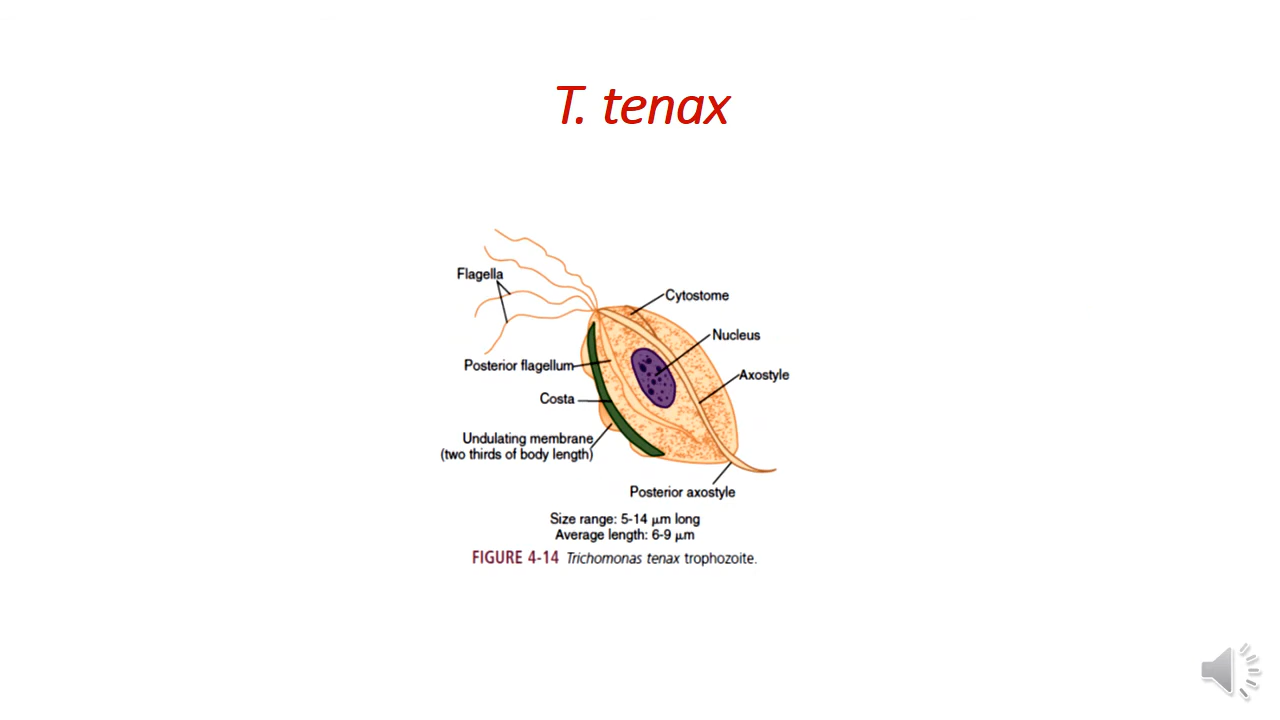 T. tenax
Flagella
Cytostome
Nucleus
Posterior flagellum
Axostyle
Costa
Undulating membrane
(two thirds of body length)
Posterior axostyle
Size range: 5-14 μm long
Average length: 6-9 μm
FIGURE 4-14 Trichomonas tenax trophozoite.